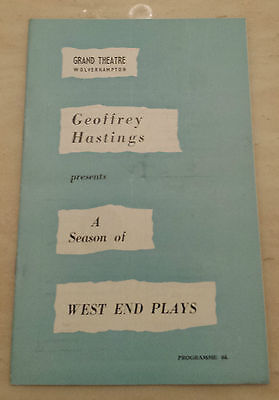 GRAND THEATRE
WOLVERHAMPTON
Geoffrey
Hastings
presents
A
Season of
WEST END PLAYS
PROGRAMME 6d.